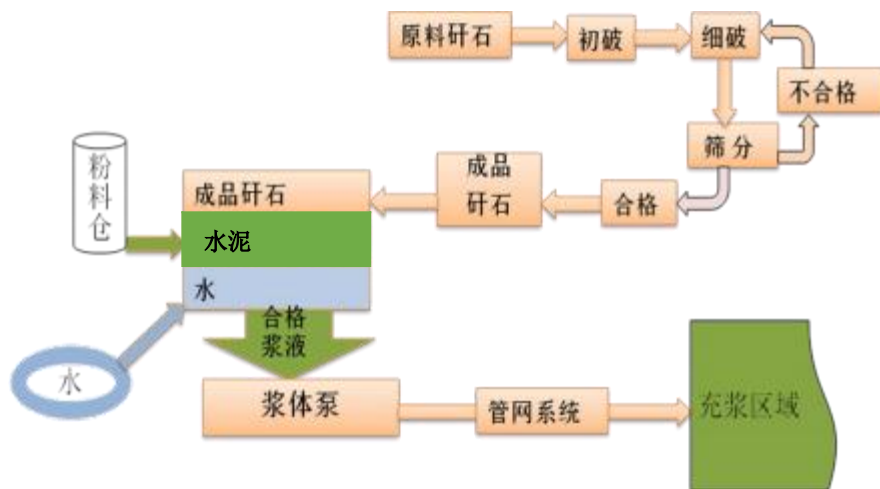 原料矸石
初破
细破
不合格
筛分
合格
成品
矸石
成品矸石
水泥
水
粉
料
仓
水
合格
浆液
浆体泵
管网系统
充浆区域